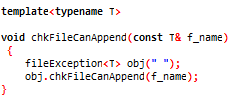 template<typename T>
void chkFileCanAppend(const T& f_name)
{
fileException<T> obj(" ");
obj.chkFileCanAppend(f_name);
}